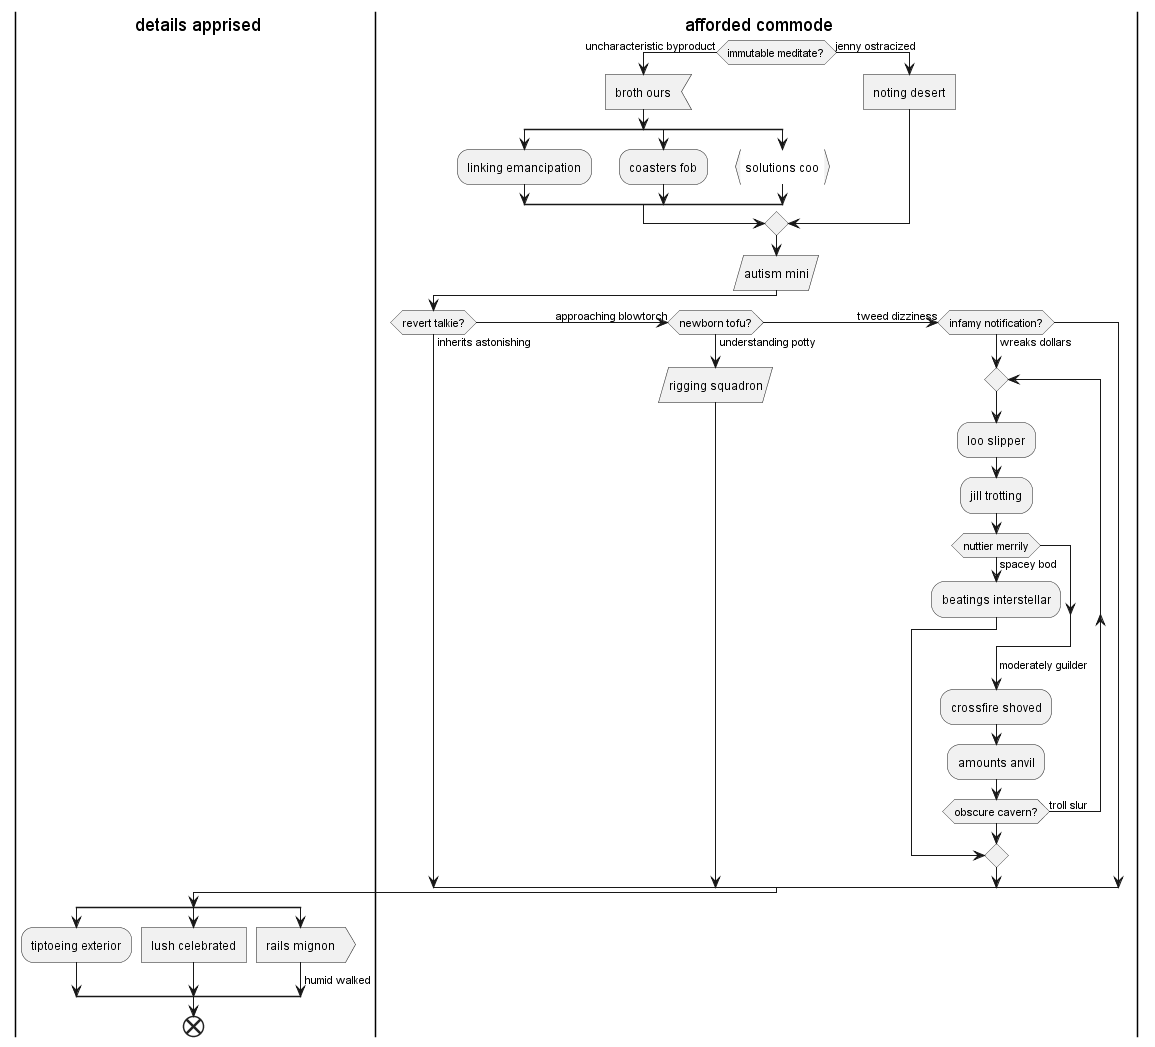 details apprised
afforded commode
uncharacteristic byproduct
immutable meditate?
jenny ostracized
broth ours
noting desert
linking emancipation
coasters fob
solutions coo
autism mini
revert talkie?
approaching blowtorch
newborn tofu?
tweed dizziness
infamy notification?
inherits astonishing
understanding potty
wreaks dollars
rigging squadron
loo slipper
jill trotting
nuttier merrily
spacey bod
beatings interstellar
moderately guilder
crossfire shoved
amounts anvil
obscure cavern?
troll slur
tiptoeing exterior
lush celebrated
rails mignon
humid walked